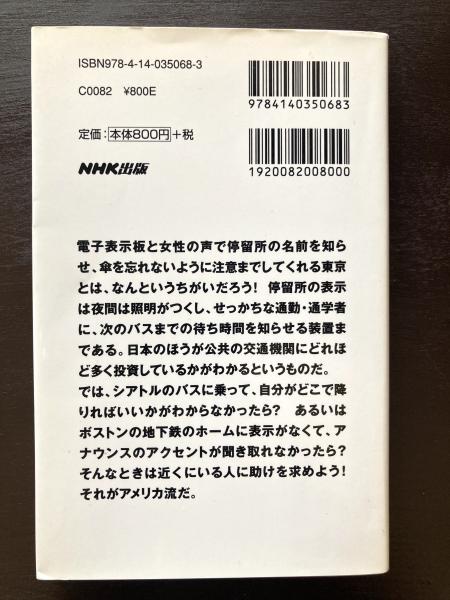 ISBN978-4-14-035068-3
C0082 ¥800E
定価：本体800円+税
NHK出版
9784140350683
1920082008000
電子表示板と女性の声で停留所の名前を知ら
せ、傘を忘れないように注意までしてくれる東京
とは、なんというちがいだろう！ 停留所の表示
は夜間は照明がつくし、せっかちな通勤・通学者
に、次のバスまでの待ち時間を知らせる装置ま
である。日本のほうが公共の交通機関にどれほ
ど多く投資しているかがわかるというものだ。
では、シアトルのバスに乗って、自分がどこで降
りればいいかがわからなかったら？ あるいは
ボストンの地下鉄のホームに表示がなくて、ア
ナウンスのアクセントが聞き取れなかったら？
そんなときは近くにいる人に助けを求めよう！
それがアメリカ流だ。